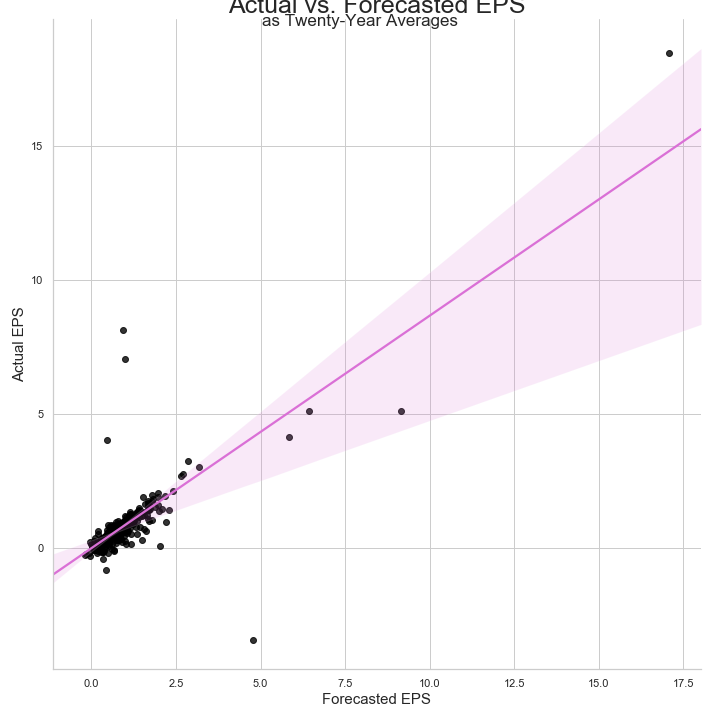 Actual vs. Forecasted EPS
as Twenty-Year Averages
15
10
5
0
Actual EPS
0.0 2.5 5.0 7.5 10.0 12.5 15.0 17.5
Forecasted EPS